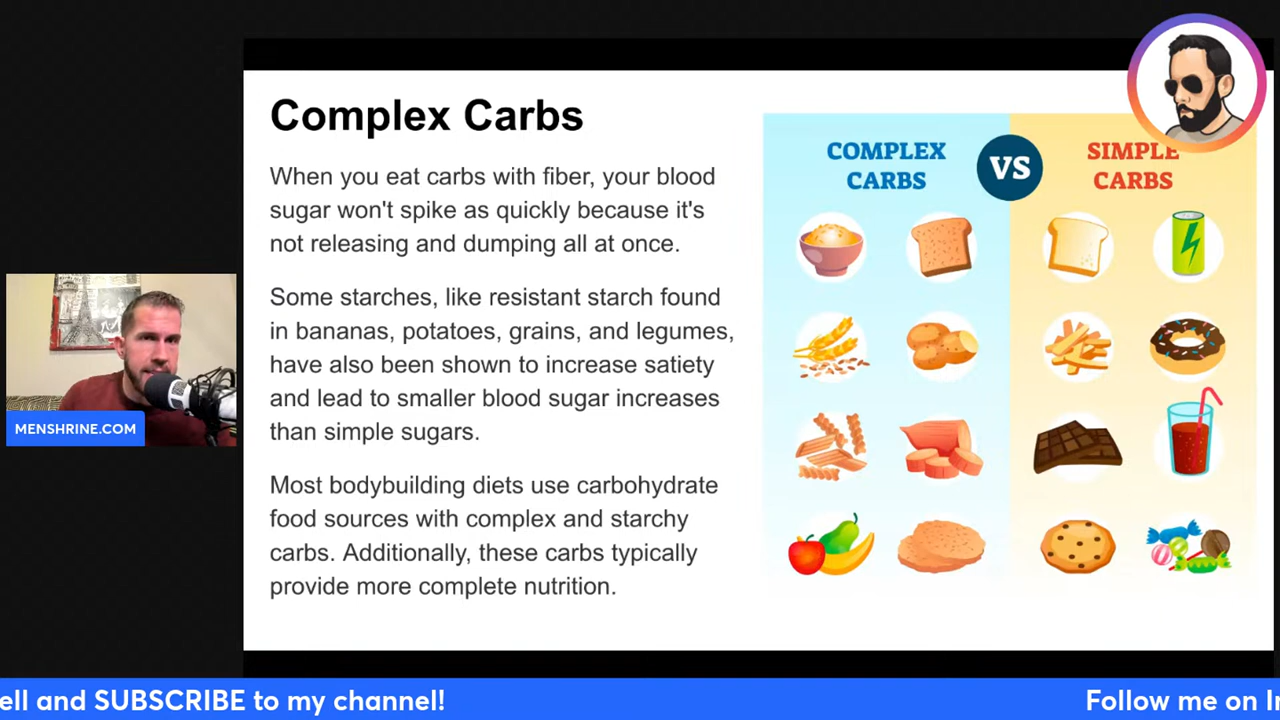 Complex Carbs
When you eat carbs with fiber, your blood
sugar won't spike as quickly because it's
not releasing and dumping all at once.
Some starches, like resistant starch found
in bananas, potatoes, grains, and legumes,
have also been shown to increase satiety
and lead to smaller blood sugar increases
than simple sugars.
Most bodybuilding diets use carbohydrate
food sources with complex and starchy
carbs. Additionally, these carbs typically
provide more complete nutrition.
COMPLEX
CARBS
VS
SIMPLE
CARBS
MENSHRINE.COM
ell and SUBSCRIBE to my channel!
Follow me on In